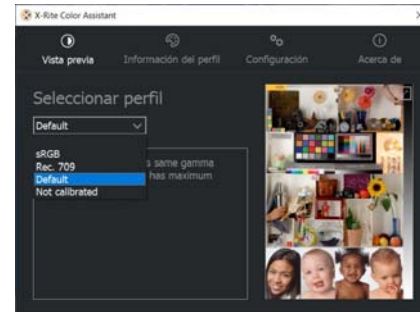 X-Rite Color Assistant
Vista previa
Información del perfil
Configuración
Acerca de
Seleccionar perfil
Default
sRGB
Rec. 709
Default
Not calibrated
s same gamma
has maximum